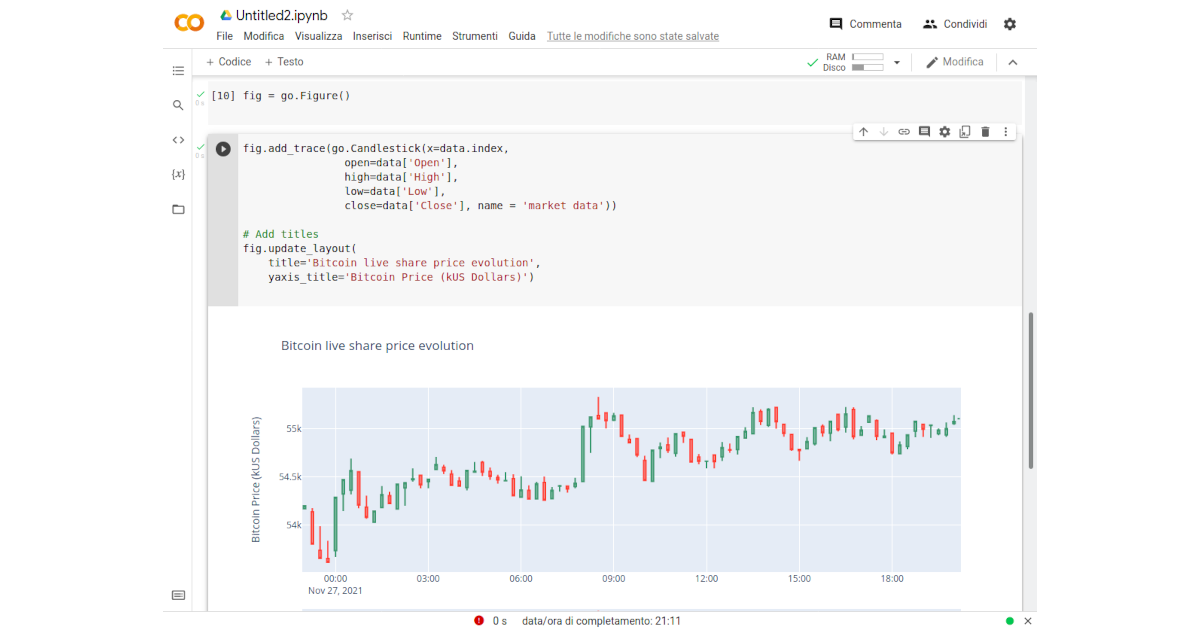 Untitled2.ipynb
Commenta
Condividi
File Modifica Visualizza Inserisci Runtime Strumenti Guida Tutte le modifiche sono state salvate
+ Codice + Testo
RAM
Disco
Modifica
[10] fig = go.Figure()
0 s
0 s
fig.add_trace(go.Candlestick(x=data.index,
open=data['Open'],
high=data['High'],
low=data['Low'],
close=data['Close'], name = 'market data'))
# Add titles
fig.update_layout(
title='Bitcoin live share price evolution',
yaxis_title='Bitcoin Price (kUS Dollars)')
{x}
Bitcoin live share price evolution
Bitcoin Price (kUS Dollars)
55k
54.5k
54k
00:00 03:00 06:00 09:00 12:00 15:00 18:00
Nov 27, 2021
0 s data/ora di completamento: 21:11